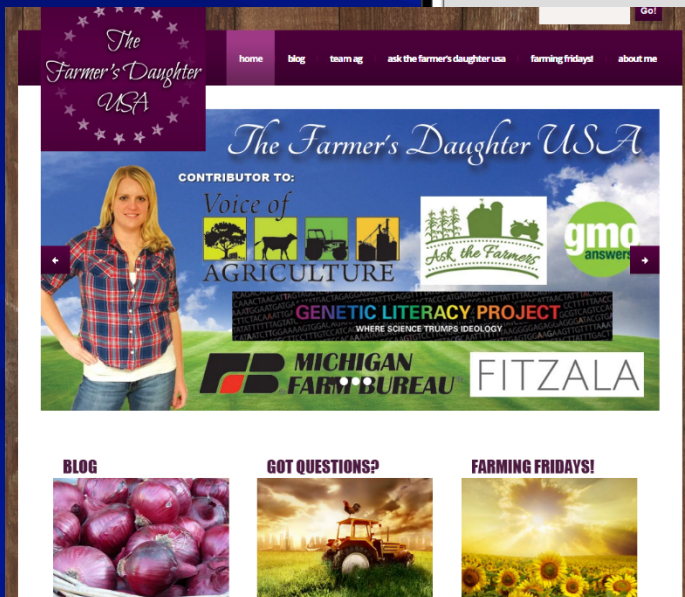 Go!
The
Farmer's Daughter
USA
home blog team ag ask the farmer's daughter usa farming fridays! about me
The Farmer's Daughter USA
CONTRIBUTOR TO:
Voice of
AGRICULTURE
Ask the Farmers
gmo
answers
GENETIC LITERACY PROJECT
WHERE SCIENCE TRUMPS IDEOLOGY
FB MICHIGAN
FARM BUREAU
FITZALA
BLOG GOT QUESTIONS? FARMING FRIDAYS!